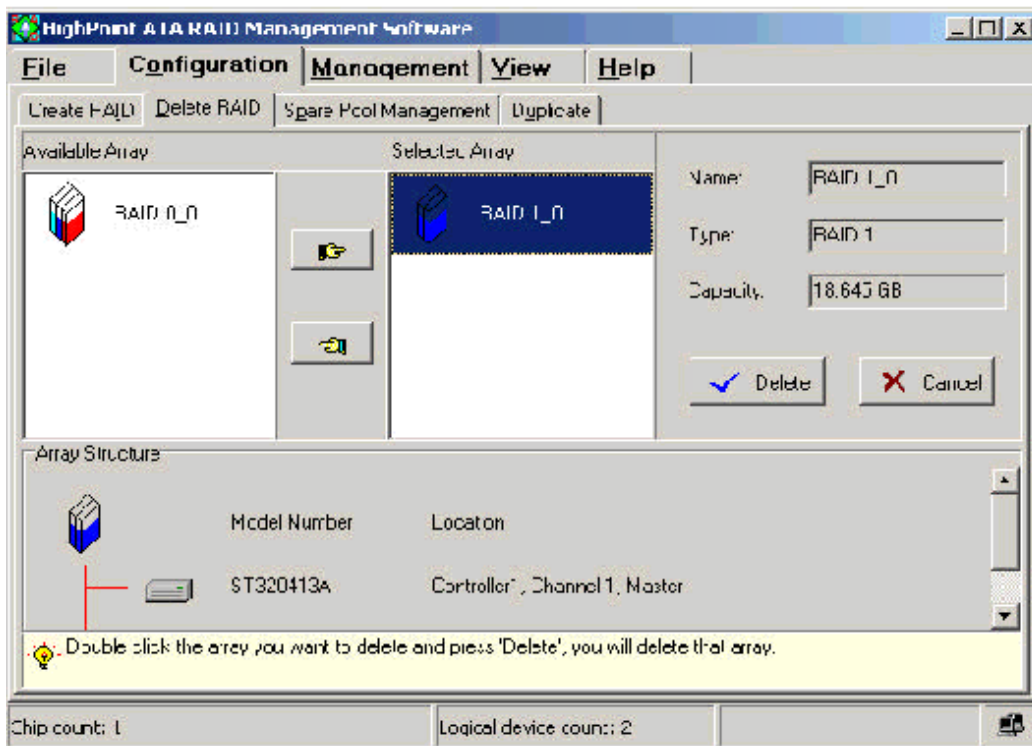 HighPoint ATA RAID Management Software
File Configuration Management View Help
Create RAID Delete RAID Spare Pool Management Duplicate
Available Array Selected Array
RAID 0_0
RAID 1_0
Name: RAID 1_0
Type: RAID 1
Capacity: 18.645 GB
Delete Cancel
Array Structure
Model Number Location
ST320413A Controller1, Channel 1, Master
Double click the array you want to delete and press 'Delete', you will delete that array.
Chip count: 1 Logical device count: 2